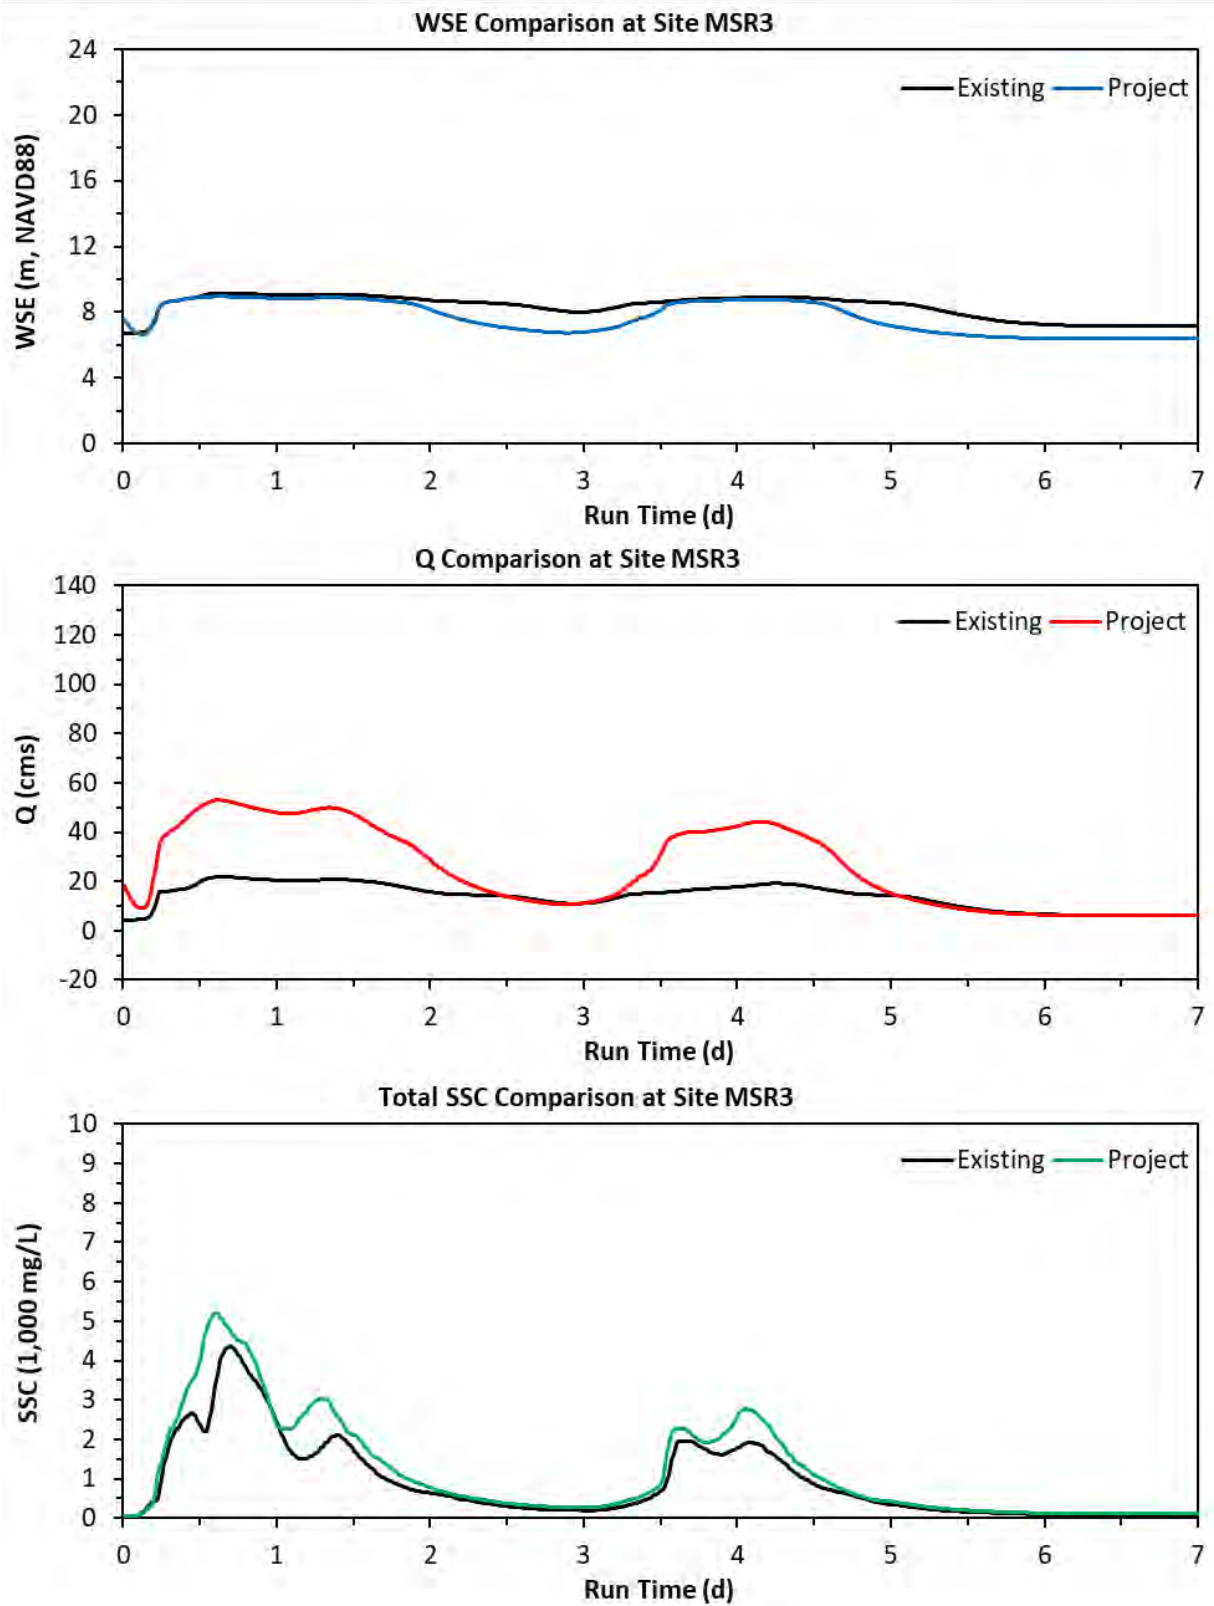 WSE Comparison at Site MSR3
24
20
16
12
8
4
0
WSE (m, NAVD88)
Existing Project
0 1 2 3 4 5 6 7
Run Time (d)
Q Comparison at Site MSR3
140
120
100
80
60
40
20
0
-20
Q (cms)
Existing Project
0 1 2 3 4 5 6 7
Run Time (d)
Total SSC Comparison at Site MSR3
10
9
8
7
6
5
4
3
2
1
0
SSC (1,000 mg/L)
Existing Project
0 1 2 3 4 5 6 7
Run Time (d)